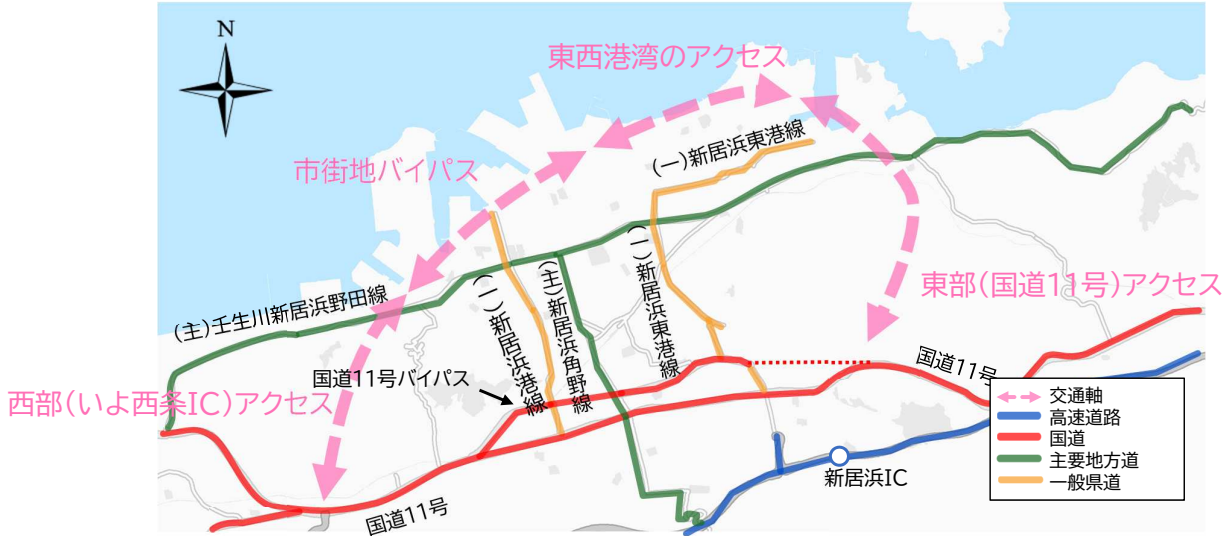 N
東西港湾のアクセス
市街地バイパス
(一)新居浜東港線
(主)壬生川新居浜野田線
(一)新居浜港線
(主)新居浜角野線
(一)新居浜東港線
東部(国道11号)アクセス
国道11号バイパス
西部(いよ西条IC)アクセス
国道11号
国道11号
新居浜IC
交通軸
高速道路
国道
主要地方道
一般県道